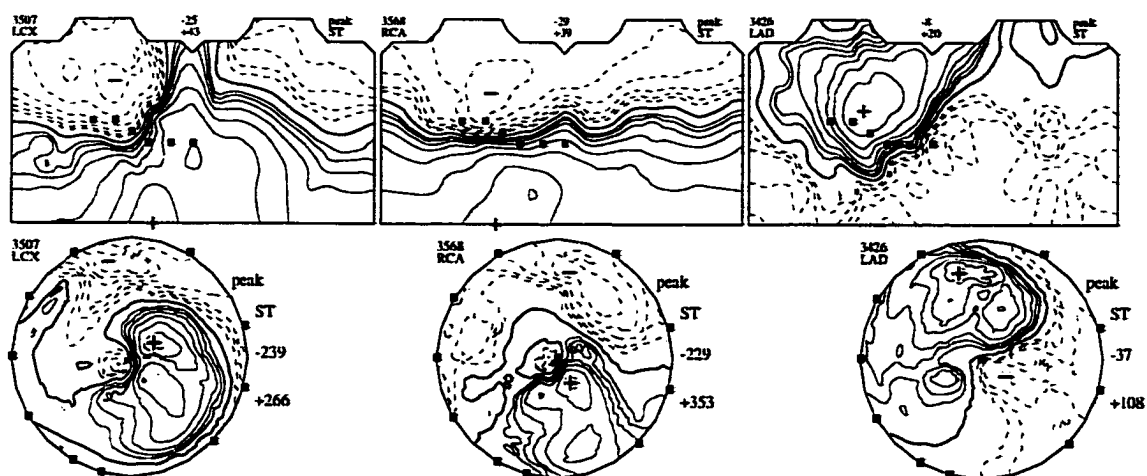 3507 -25 peak
LCX +43 ST
3568 -29 peak
RCA +39 ST
3426 -8 peak
LAD +20 ST
3507
LCX
peak
ST
-239
+266
3568
RCA
peak
ST
-229
+353
3426
LAD
peak
ST
-37
+108